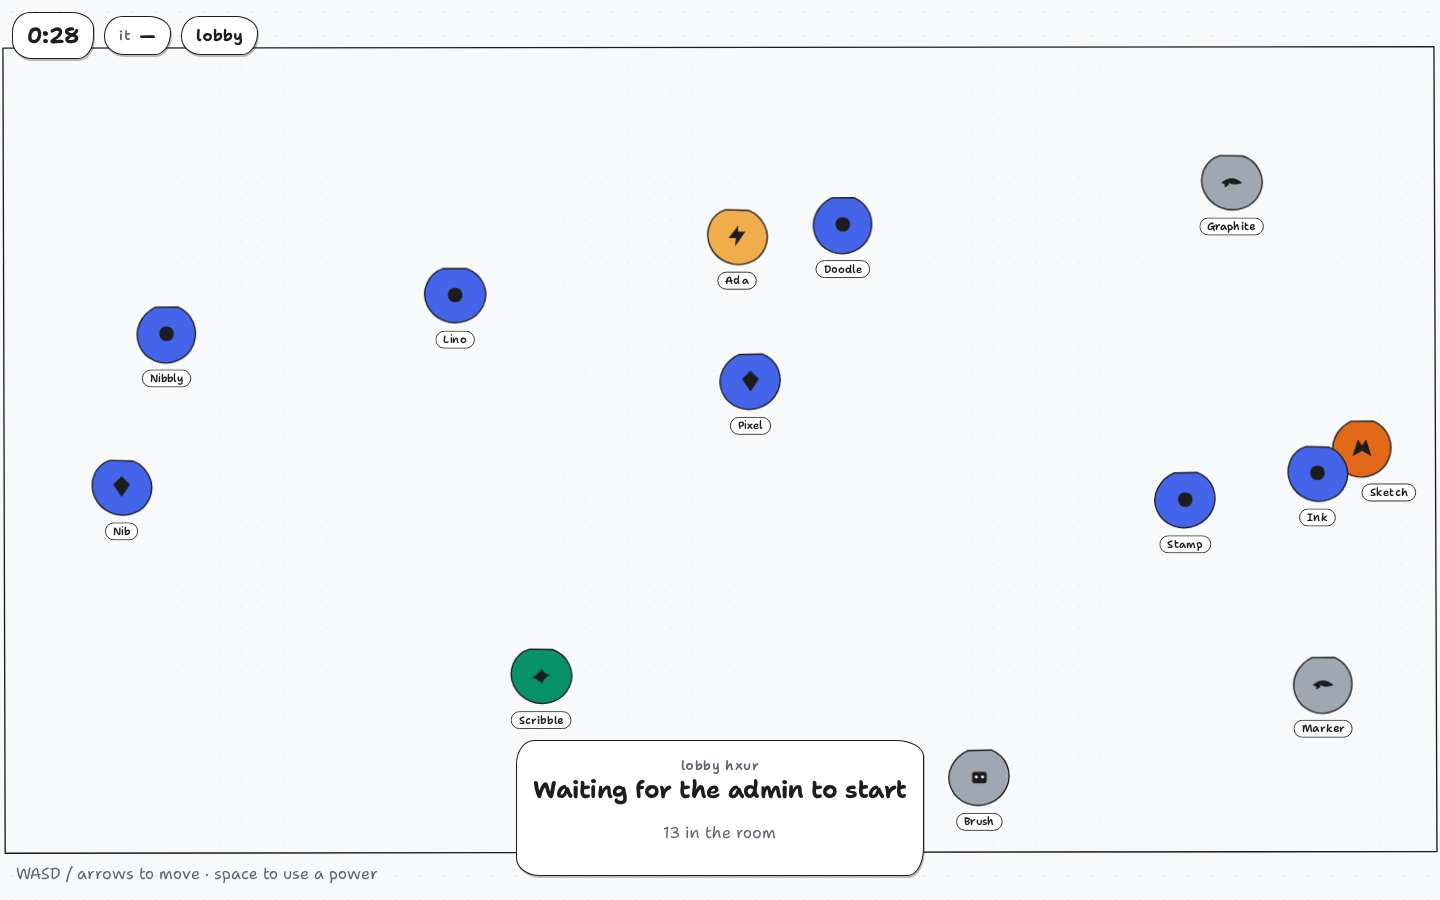 0:28
it —
lobby
Graphite
Ada
Doodle
Lino
Nibbly
Pixel
Sketch
Ink
Nib
Stamp
Scribble
Marker
lobby hxur
Waiting for the admin to start
13 in the room
Brush
WASD / arrows to move · space to use a power